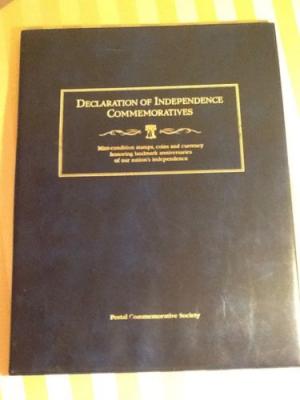 DECLARATION OF INDEPENDENCE
COMMEMORATIVES
Mint-condition stamps, coins and currency
honoring landmark anniversaries
of our nation's independence
Postal Commemorative Society